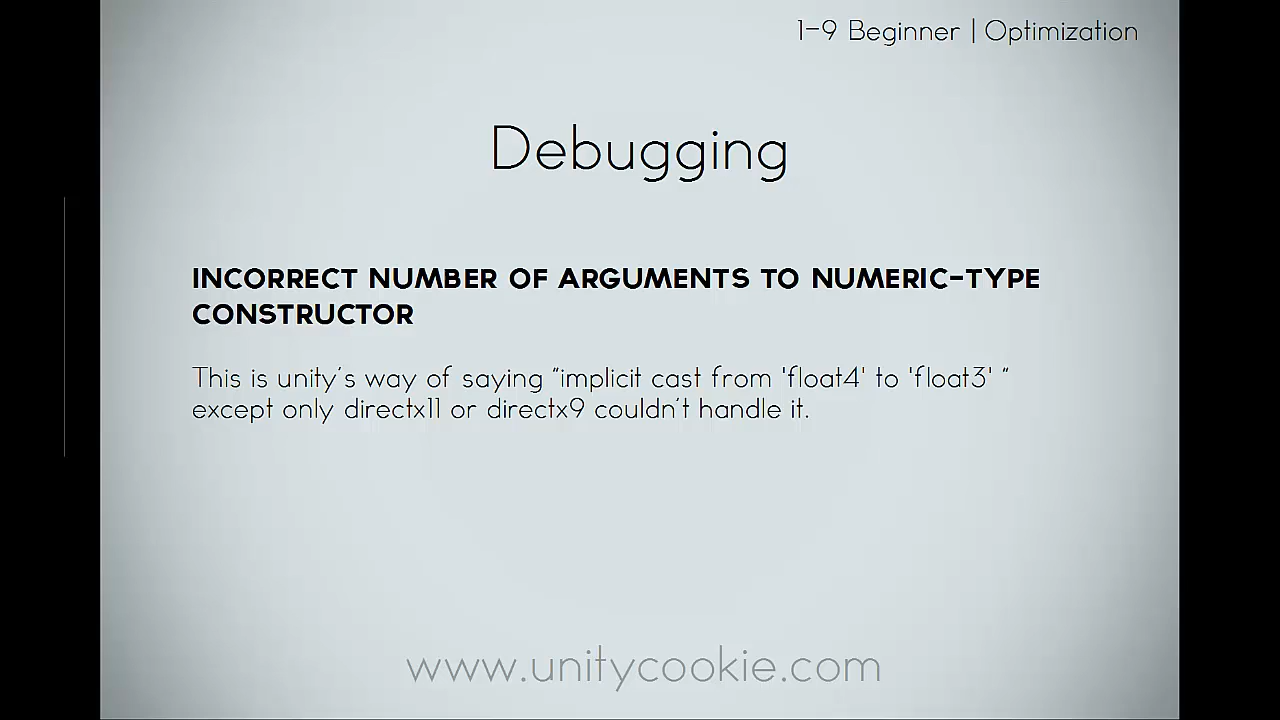 1-9 Beginner | Optimization
Debugging
INCORRECT NUMBER OF ARGUMENTS TO NUMERIC-TYPE
CONSTRUCTOR
This is unity's way of saying "implicit cast from 'float4' to 'float3' "
except only directx11 or directx9 couldn't handle it.
www.unitycookie.com